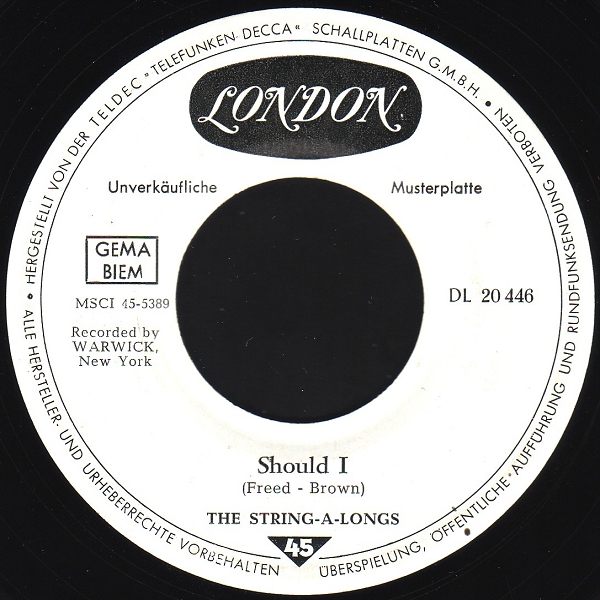 • HERGESTELLT VON DER TELDEC »TELEFUNKEN-DECCA« SCHALLPLATTEN G.M.B.H. •
LONDON
Unverkäufliche Musterplatte
GEMA
BIEM
MSCI 45-5389
DL 20 446
Recorded by
WARWICK,
New York
Should I
(Freed - Brown)
THE STRING-A-LONGS
45
ALLE HERSTELLER- UND URHEBERRECHTE VORBEHALTEN ÜBERSPIELUNG, ÖFFENTLICHE AUFFÜHRUNG UND RUNDFUNKSENDUNG VERBOTEN